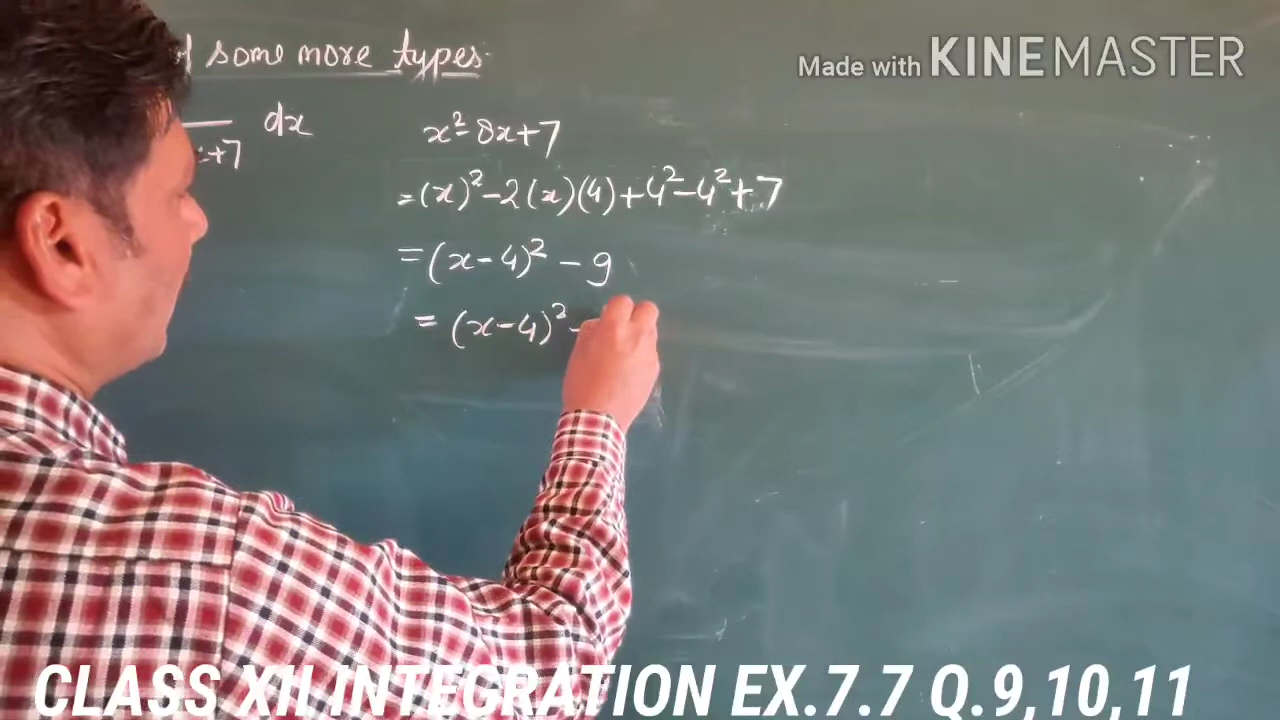 some more types
Made with KINEMASTER
dx
x+7
x² - 8x + 7
= (x)² - 2(x)(4) + 4² - 4² + 7
= (x - 4)² - 9
= (x - 4)² -
CLASS XII INTEGRATION EX.7.7 Q.9,10,11